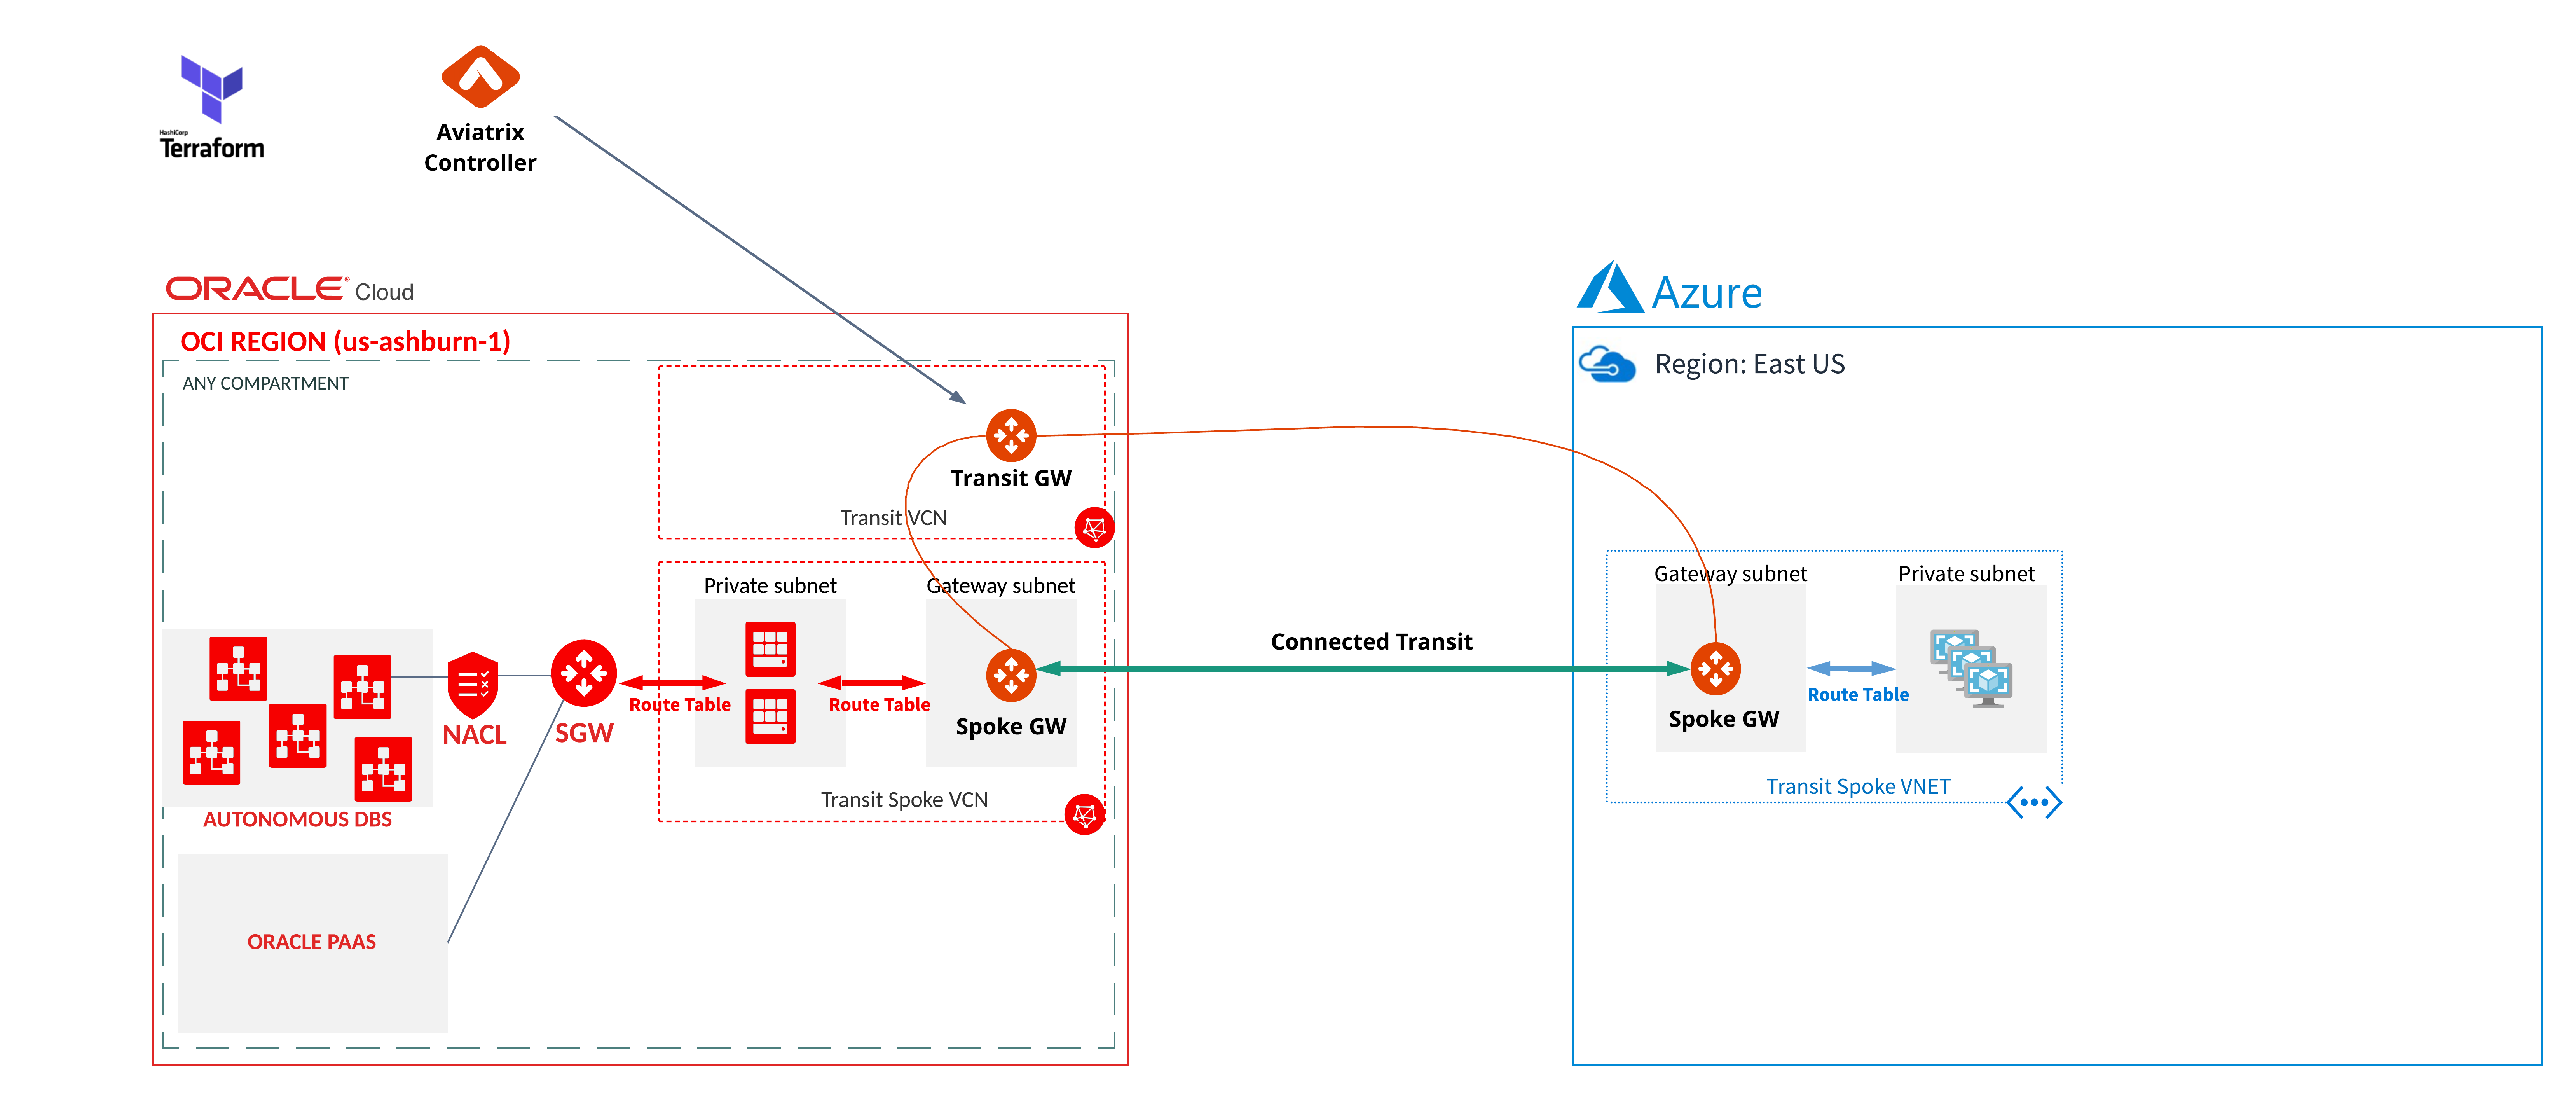 HashiCorp
Terraform
Aviatrix
Controller
ORACLE® Cloud
Azure
OCI REGION (us-ashburn-1)
ANY COMPARTMENT
Region: East US
Transit GW
Transit VCN
Private subnet
Gateway subnet
Gateway subnet
Private subnet
Connected Transit
Route Table
Route Table
Route Table
NACL
SGW
Spoke GW
Spoke GW
Transit Spoke VCN
Transit Spoke VNET
AUTONOMOUS DBS
ORACLE PAAS